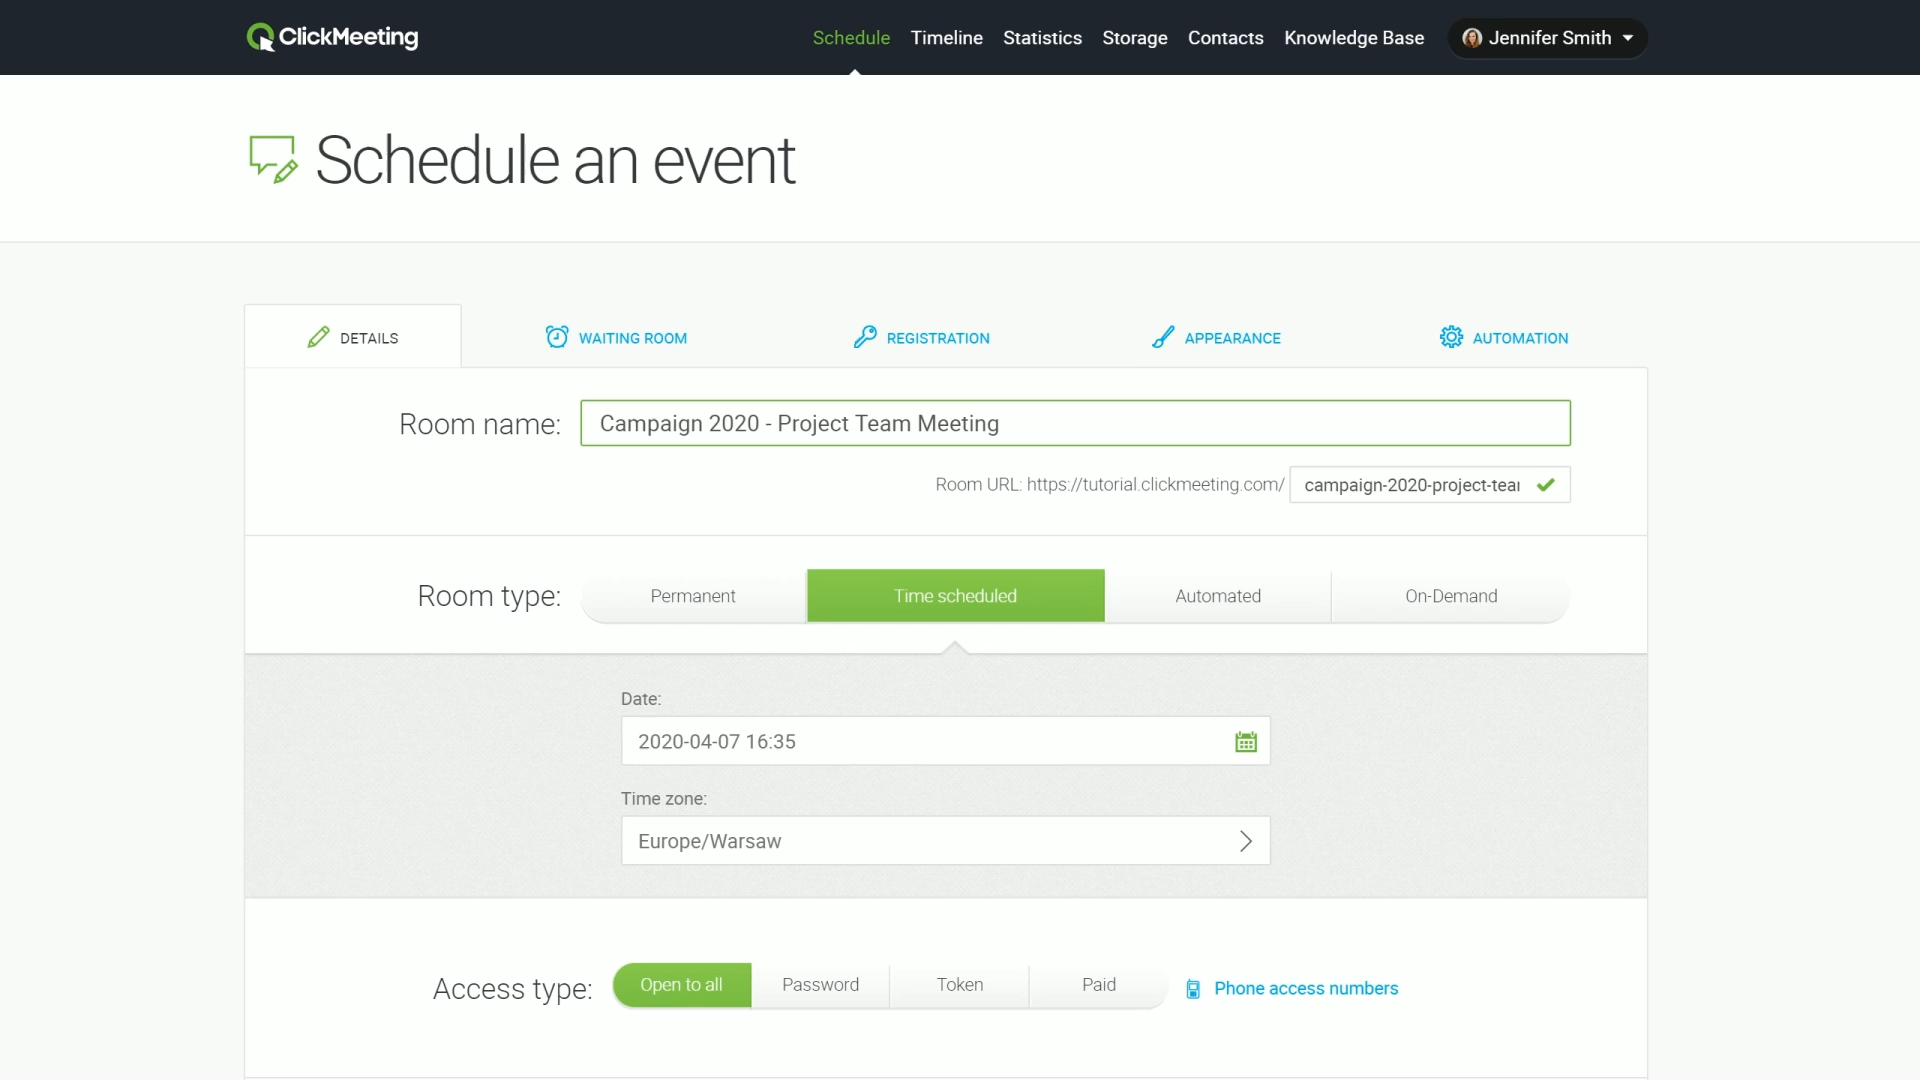 ClickMeeting
Schedule Timeline Statistics Storage Contacts Knowledge Base Jennifer Smith
Schedule an event
DETAILS WAITING ROOM REGISTRATION APPEARANCE AUTOMATION
Room name: Campaign 2020 - Project Team Meeting
Room URL: https://tutorial.clickmeeting.com/ campaign-2020-project-tea
Room type: Permanent Time scheduled Automated On-Demand
Date:
2020-04-07 16:35
Time zone:
Europe/Warsaw
Access type: Open to all Password Token Paid Phone access numbers